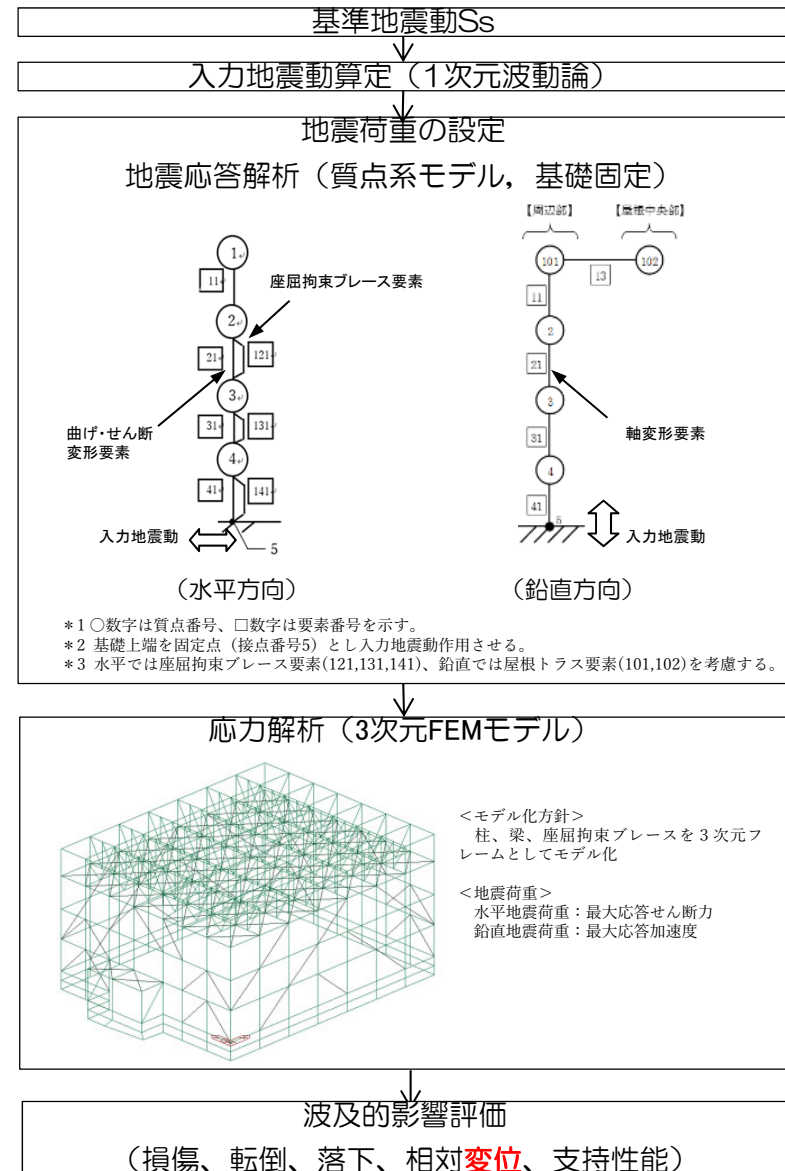 基準地震動Ss
入力地震動算定（1次元波動論）
地震荷重の設定
地震応答解析（質点系モデル，基礎固定）
【周辺部】
【屋根中央部】
1
11
座屈拘束ブレース要素
2
21
121
3
曲げ・せん断
変形要素
31
131
4
41
141
入力地震動
5
（水平方向）
101
102
13
11
2
21
3
軸変形要素
31
4
41
5
入力地震動
（鉛直方向）
＊1 ○数字は質点番号、□数字は要素番号を示す。
＊2 基礎上端を固定点（接点番号5）とし入力地震動作用させる。
＊3 水平では座屈拘束ブレース要素(121,131,141)、鉛直では屋根トラス要素(101,102)を考慮する。
応力解析（3次元FEMモデル）
＜モデル化方針＞
柱、梁、座屈拘束ブレースを３次元フ
レームとしてモデル化
＜地震荷重＞
水平地震荷重：最大応答せん断力
鉛直地震荷重：最大応答加速度
波及的影響評価
（損傷、転倒、落下、相対変位、支持性能）